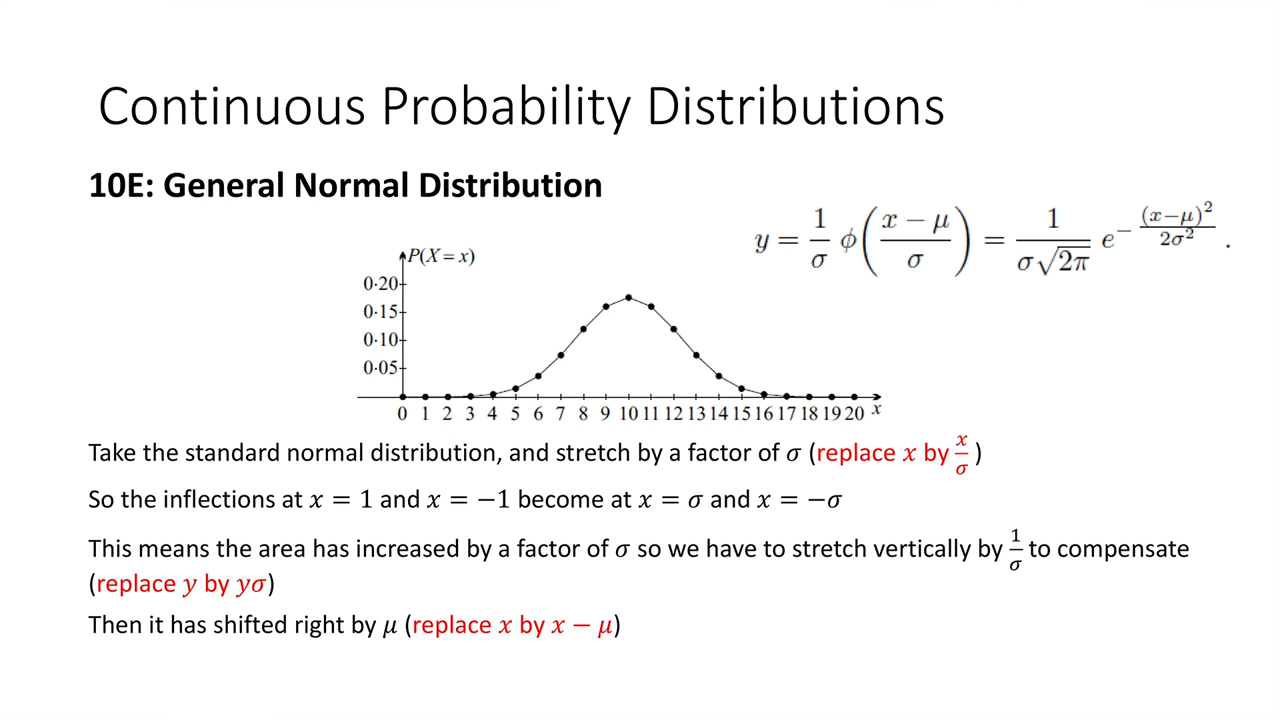 Continuous Probability Distributions
10E: General Normal Distribution
y = 1/σ ϕ((x − μ)/σ) = 1/(σ√2π) e^−(x−μ)²/2σ² .
P(X = x)
0·20
0·15
0·10
0·05
0 1 2 3 4 5 6 7 8 9 10 11 12 13 14 15 16 17 18 19 20 x
Take the standard normal distribution, and stretch by a factor of σ (replace x by x/σ )
So the inflections at x = 1 and x = −1 become at x = σ and x = −σ
This means the area has increased by a factor of σ so we have to stretch vertically by 1/σ to compensate
(replace y by yσ)
Then it has shifted right by μ (replace x by x − μ)